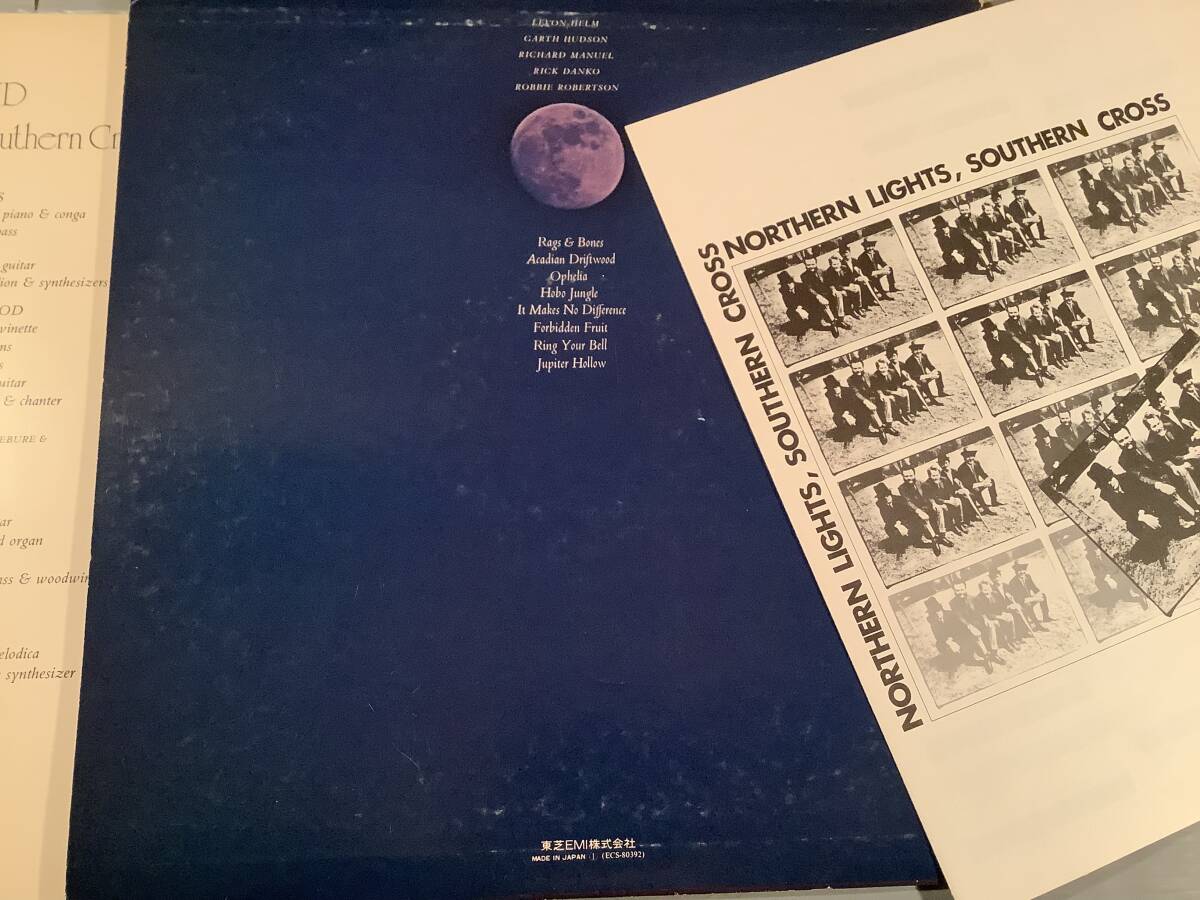 D
uthern Cr
S
piano & conga
bass
guitar
ion & synthesizers
OOD
vinette
ns
s
uitar
& chanter
EBURE &
ar
d organ
ass & woodwin
elodica
synthesizer
LEVON HELM
GARTH HUDSON
RICHARD MANUEL
RICK DANKO
ROBBIE ROBERTSON
Rags & Bones
Acadian Driftwood
Ophelia
Hobo Jungle
It Makes No Difference
Forbidden Fruit
Ring Your Bell
Jupiter Hollow
東芝EMI株式会社
MADE IN JAPAN (ECS-80392)
NORTHERN LIGHTS, SOUTHERN CROSS
NORTHERN LIGHTS, SOUTHERN CROSS